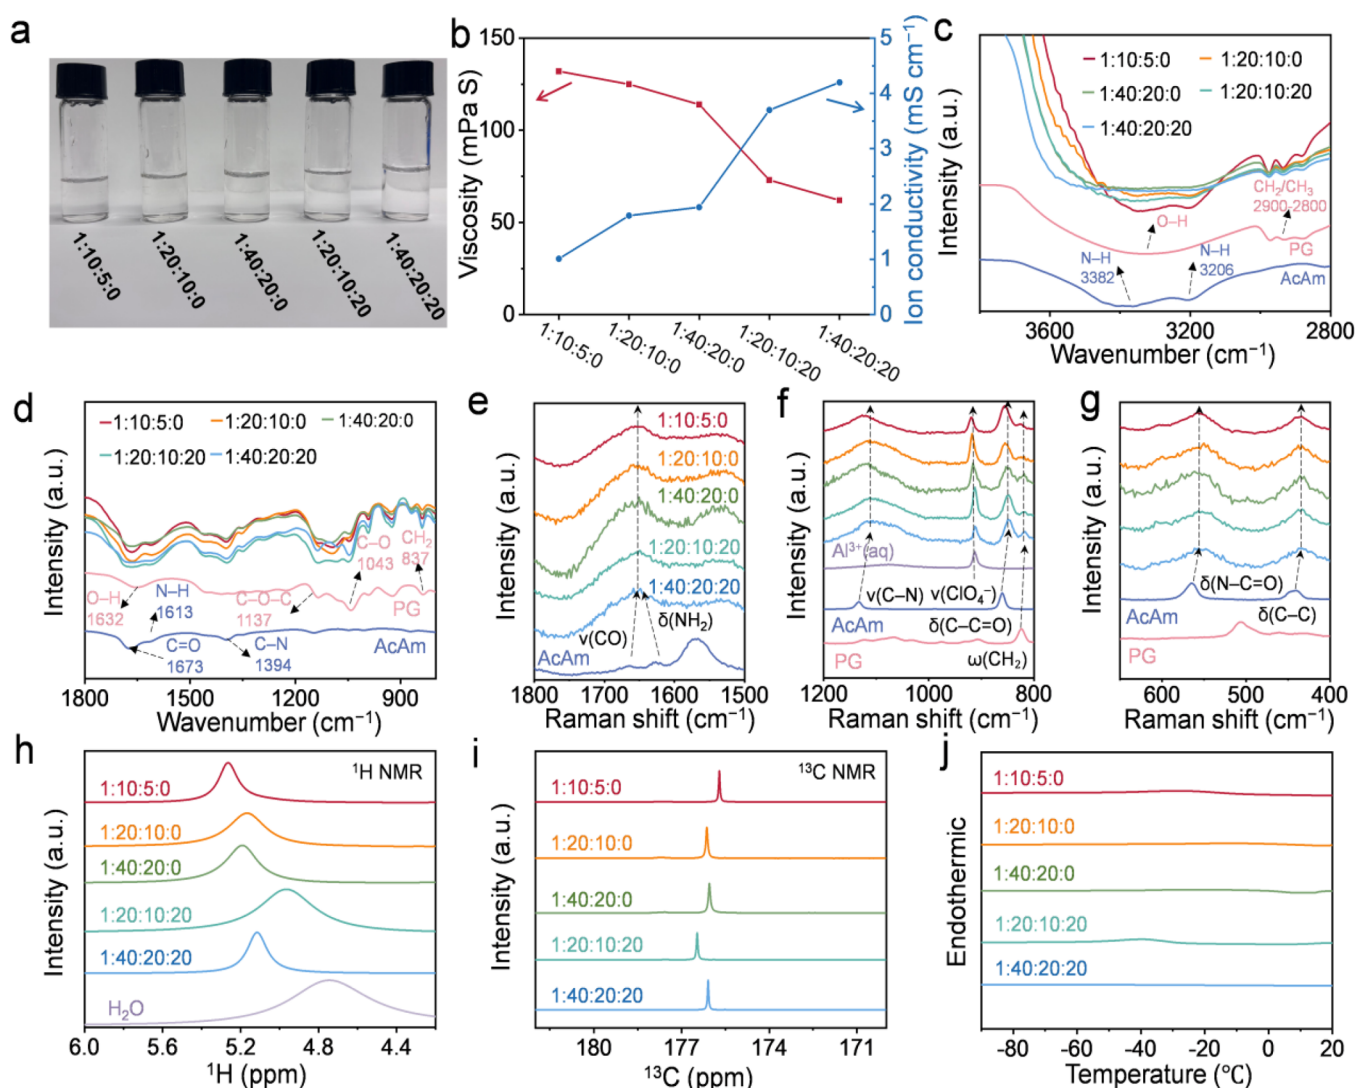 a
1:10:5:0
1:20:10:0
1:40:20:0
1:20:10:20
1:40:20:20
b
Viscosity (mPa S)
150
100
50
0
Ion conductivity (mS cm⁻¹)
5
4
3
2
1
0
1:10:5:0
1:20:10:0
1:40:20:0
1:20:10:20
1:40:20:20
c
Intensity (a.u.)
1:10:5:0
1:20:10:0
1:40:20:0
1:20:10:20
1:40:20:20
CH₂/CH₃
2900-2800
O–H
PG
N–H
3382
N–H
3206
AcAm
3600 3200 2800
Wavenumber (cm⁻¹)
d
Intensity (a.u.)
1:10:5:0
1:20:10:0
1:40:20:0
1:20:10:20
1:40:20:20
C–O
1043
CH₂
837
O–H
1632
N–H
1613
C–O–C
1137
PG
C=O
1673
C–N
1394
AcAm
1800 1500 1200 900
Wavenumber (cm⁻¹)
e
Intensity (a.u.)
1:10:5:0
1:20:10:0
1:40:20:0
1:20:10:20
1:40:20:20
ν(CO)
δ(NH₂)
AcAm
1800 1700 1600 1500
Raman shift (cm⁻¹)
f
Intensity (a.u.)
Al³⁺(aq)
ν(C–N)
ν(ClO₄⁻)
AcAm
δ(C–C=O)
PG
ω(CH₂)
1200 1000 800
Raman shift (cm⁻¹)
g
Intensity (a.u.)
δ(N–C=O)
AcAm
δ(C–C)
PG
600 500 400
Raman shift (cm⁻¹)
h
Intensity (a.u.)
¹H NMR
1:10:5:0
1:20:10:0
1:40:20:0
1:20:10:20
1:40:20:20
H₂O
6.0 5.6 5.2 4.8 4.4
¹H (ppm)
i
Intensity (a.u.)
¹³C NMR
1:10:5:0
1:20:10:0
1:40:20:0
1:20:10:20
1:40:20:20
180 177 174 171
¹³C (ppm)
j
Endothermic
1:10:5:0
1:20:10:0
1:40:20:0
1:20:10:20
1:40:20:20
-80 -60 -40 -20 0 20
Temperature (℃)